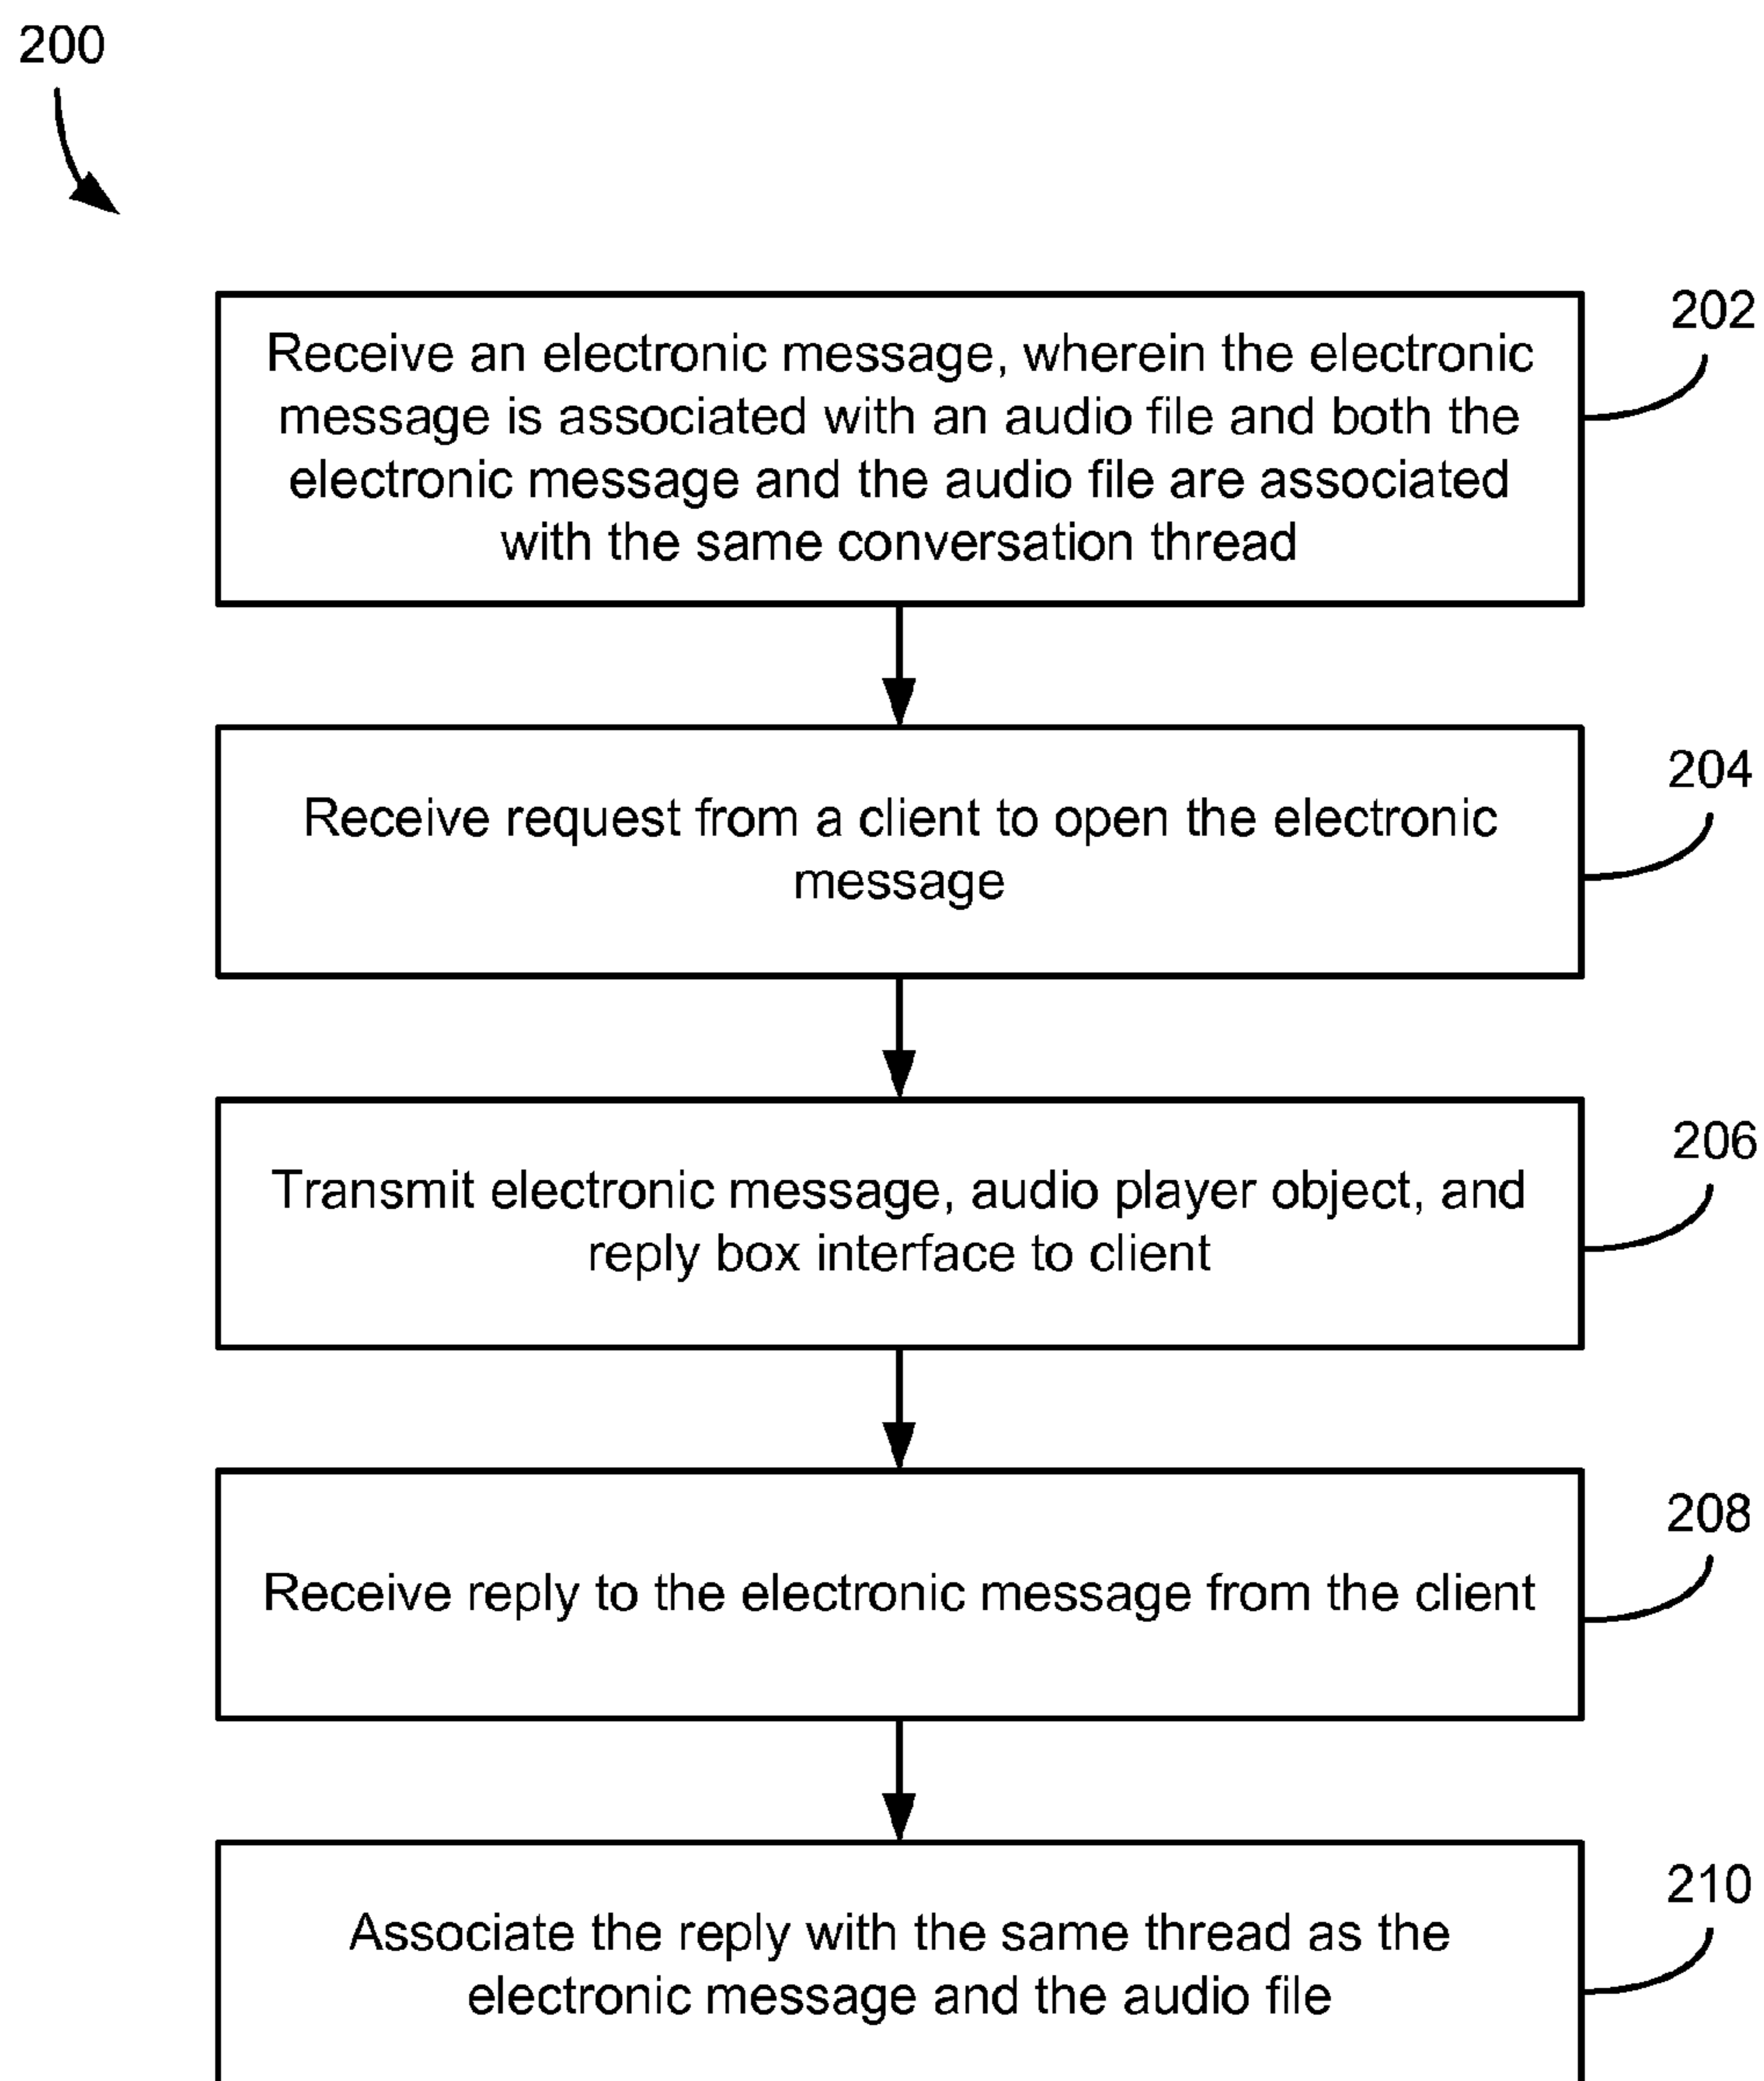 200
202
Receive an electronic message, wherein the electronic
message is associated with an audio file and both the
electronic message and the audio file are associated
with the same conversation thread
204
Receive request from a client to open the electronic
message
206
Transmit electronic message, audio player object, and
reply box interface to client
208
Receive reply to the electronic message from the client
210
Associate the reply with the same thread as the
electronic message and the audio file